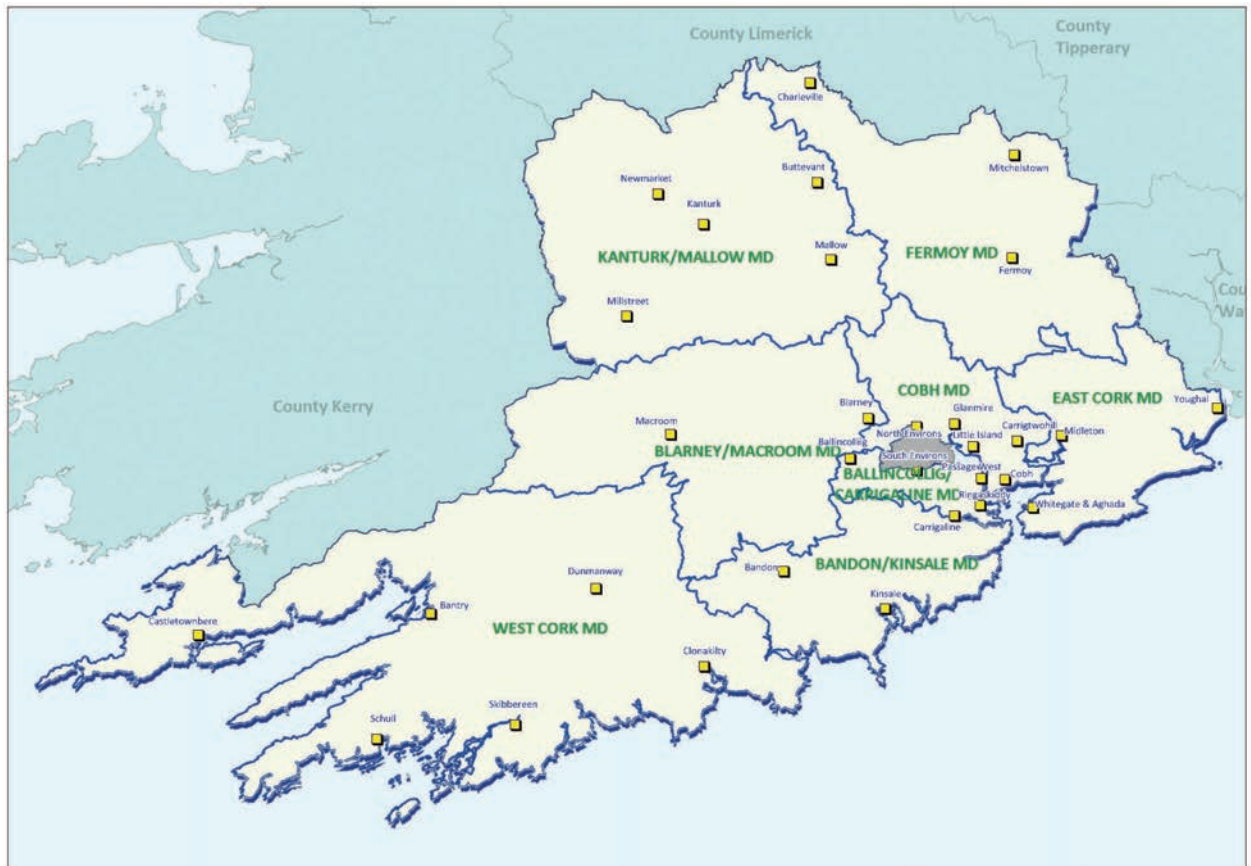 County Limerick
County
Tipperary
Charleville
Mitchelstown
Buttevant
Newmarket
Kanturk
Mallow
KANTURK/MALLOW MD
FERMOY MD
Fermoy
Millstreet
COBH MD
EAST CORK MD
County Kerry
Blarney
Glanmire
Youghal
Macroom
North Environs
Carrigtwohill
Midleton
Ballincollig
Little Island
BLARNEY/MACROOM MD
South Environs
Passage West
Cobh
BALLINCOLLIG/
CARRIGALINE MD
Ringaskiddy
Whitegate & Aghada
Carrigaline
Bandon
BANDON/KINSALE MD
Dunmanway
Kinsale
Bantry
Castletownbere
WEST CORK MD
Clonakilty
Skibbereen
Schull